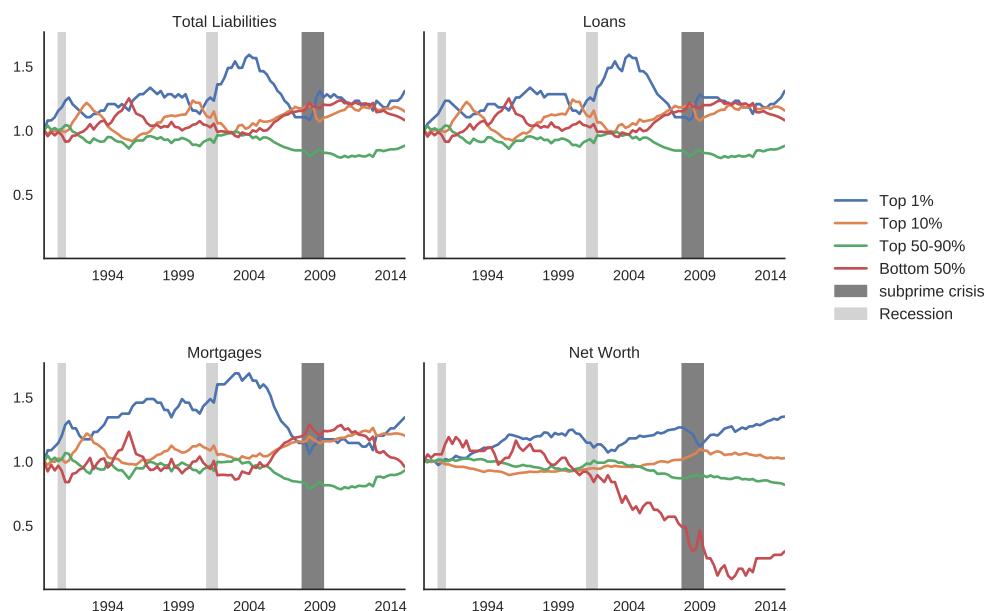 Total Liabilities
Loans
1.5
1.0
0.5
1994 1999 2004 2009 2014
1994 1999 2004 2009 2014
Top 1%
Top 10%
Top 50-90%
Bottom 50%
subprime crisis
Recession
Mortgages
Net Worth
1.5
1.0
0.5
1994 1999 2004 2009 2014
1994 1999 2004 2009 2014